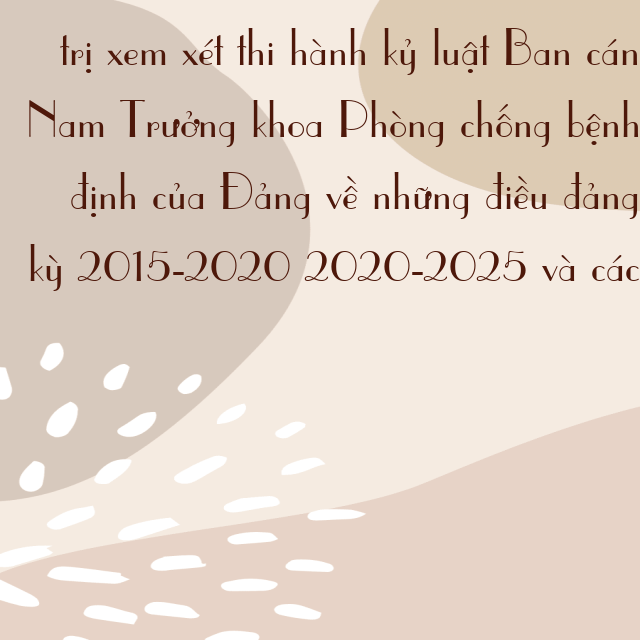 trị xem xét thi hành kỷ luật Ban cán
Nam Trưởng khoa Phòng chống bệnh
định của Đảng về những điều đảng
kỳ 2015-2020 2020-2025 và các